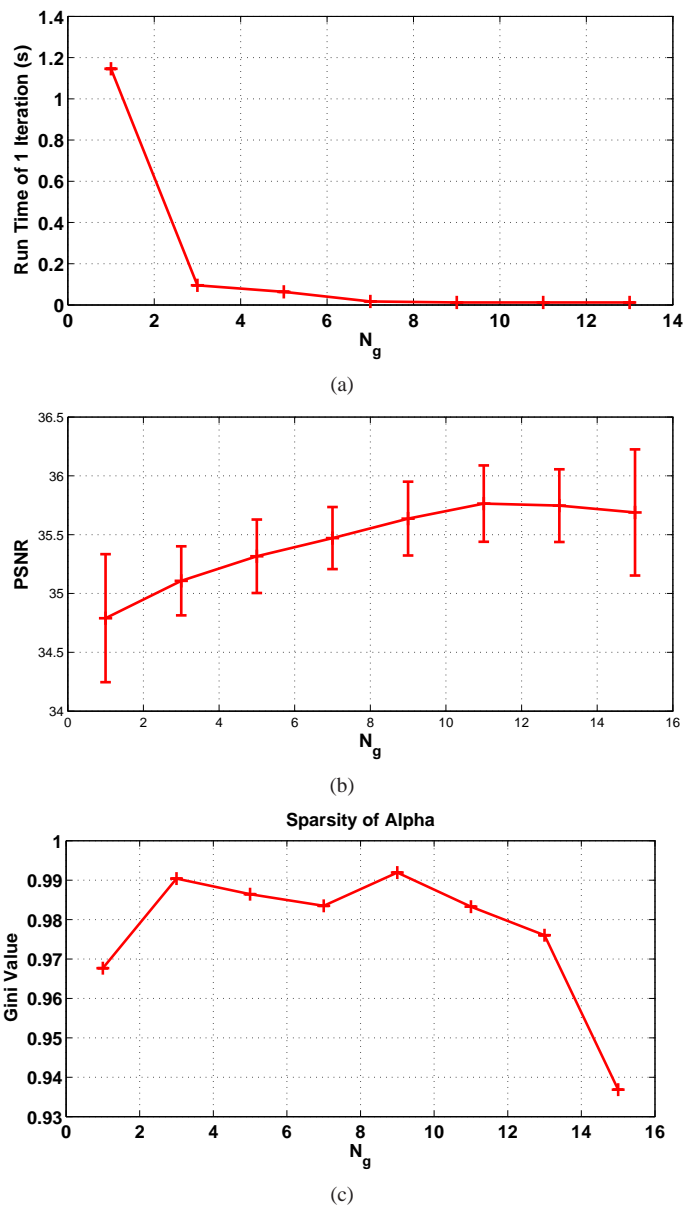 1.4
1.2
1
0.8
0.6
0.4
0.2
0
Run Time of 1 Iteration (s)
0 2 4 6 8 10 12 14
N_g
(a)
36.5
36
35.5
35
34.5
34
PSNR
0 2 4 6 8 10 12 14 16
N_g
(b)
Sparsity of Alpha
1
0.99
0.98
0.97
0.96
0.95
0.94
0.93
Gini Value
0 2 4 6 8 10 12 14 16
N_g
(c)